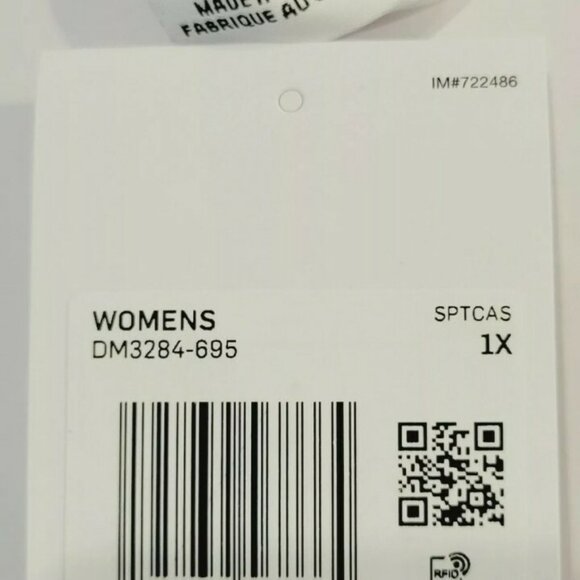 MADE
FABRIQUE AU
IM#722486
WOMENS
SPTCAS
DM3284-695
1X
RFID